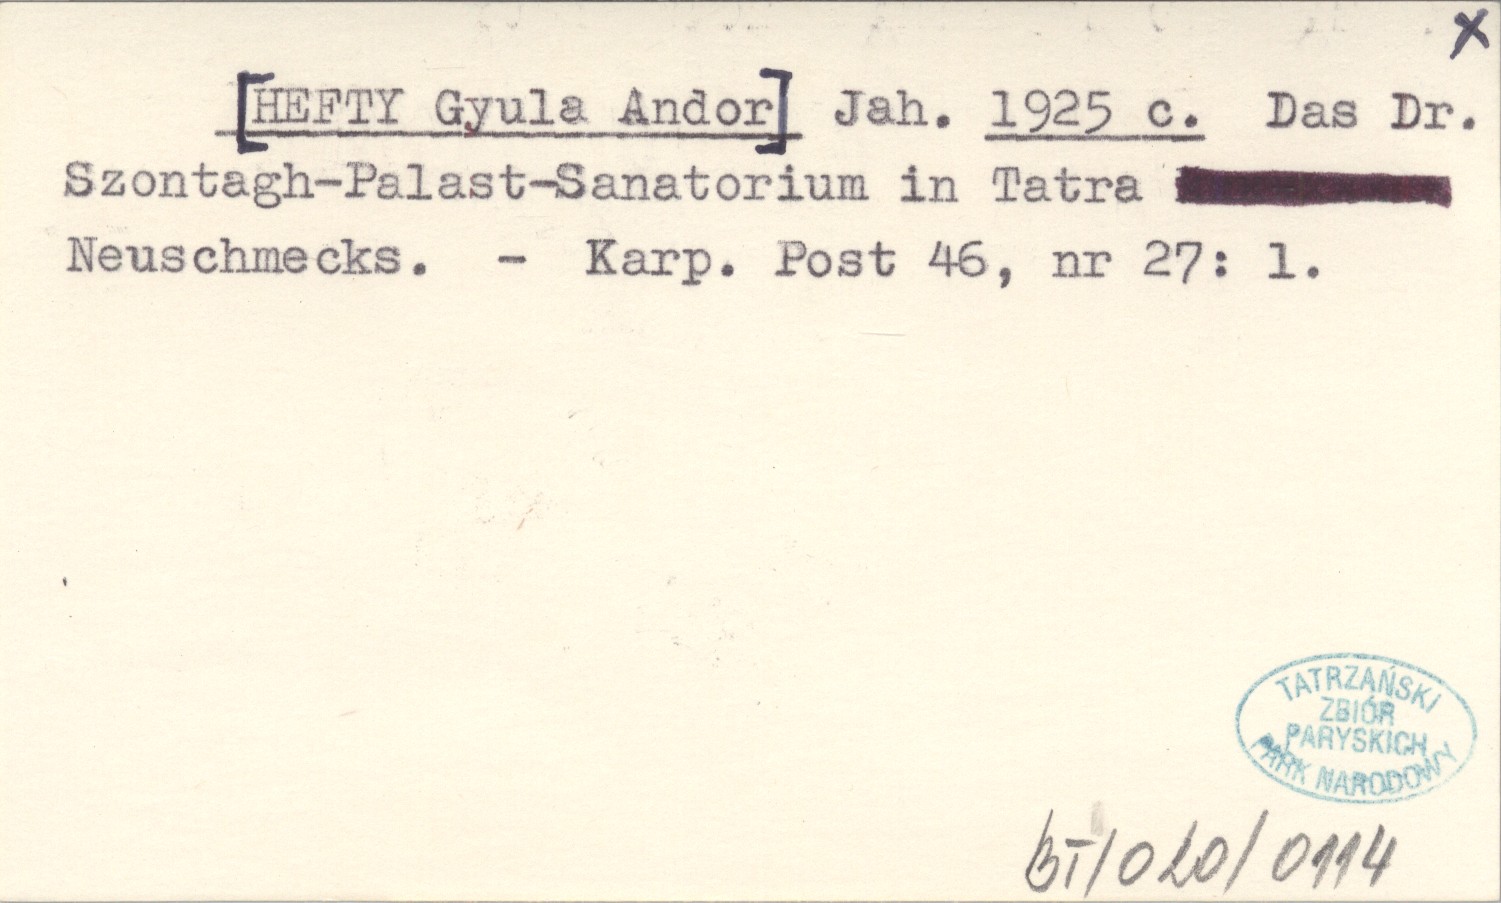 x
[HEFTY Gyula Andor] Jah. 1925 c. Das Dr.
Szontagh-Palast-Sanatorium in Tatra
Neuschmecks. - Karp. Post 46, nr 27: 1.
TATRZAŃSKI
ZBIÓR
PARYSKICH
PARK NARODOWY
BT/020/0114